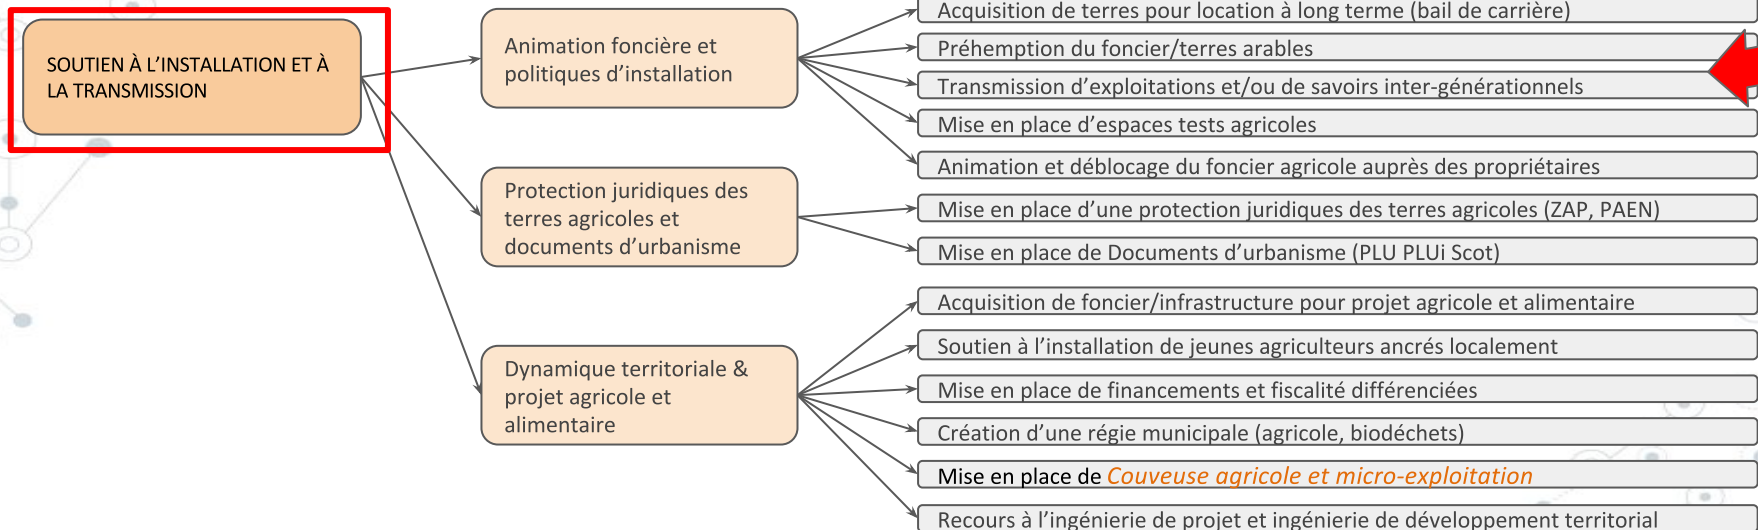 SOUTIEN À L’INSTALLATION ET À
LA TRANSMISSION
Animation foncière et
politiques d’installation
Acquisition de terres pour location à long terme (bail de carrière)
Préhemption du foncier/terres arables
Transmission d’exploitations et/ou de savoirs inter-générationnels
Mise en place d’espaces tests agricoles
Animation et déblocage du foncier agricole auprès des propriétaires
Protection juridiques des
terres agricoles et
documents d’urbanisme
Mise en place d’une protection juridiques des terres agricoles (ZAP, PAEN)
Mise en place de Documents d’urbanisme (PLU PLUi Scot)
Dynamique territoriale &
projet agricole et
alimentaire
Acquisition de foncier/infrastructure pour projet agricole et alimentaire
Soutien à l’installation de jeunes agriculteurs ancrés localement
Mise en place de financements et fiscalité différenciées
Création d’une régie municipale (agricole, biodéchets)
Mise en place de Couveuse agricole et micro-exploitation
Recours à l’ingénierie de projet et ingénierie de développement territorial